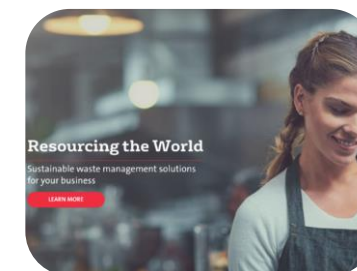 Resourcing the World
Sustainable waste management solutions
for your business
LEARN MORE